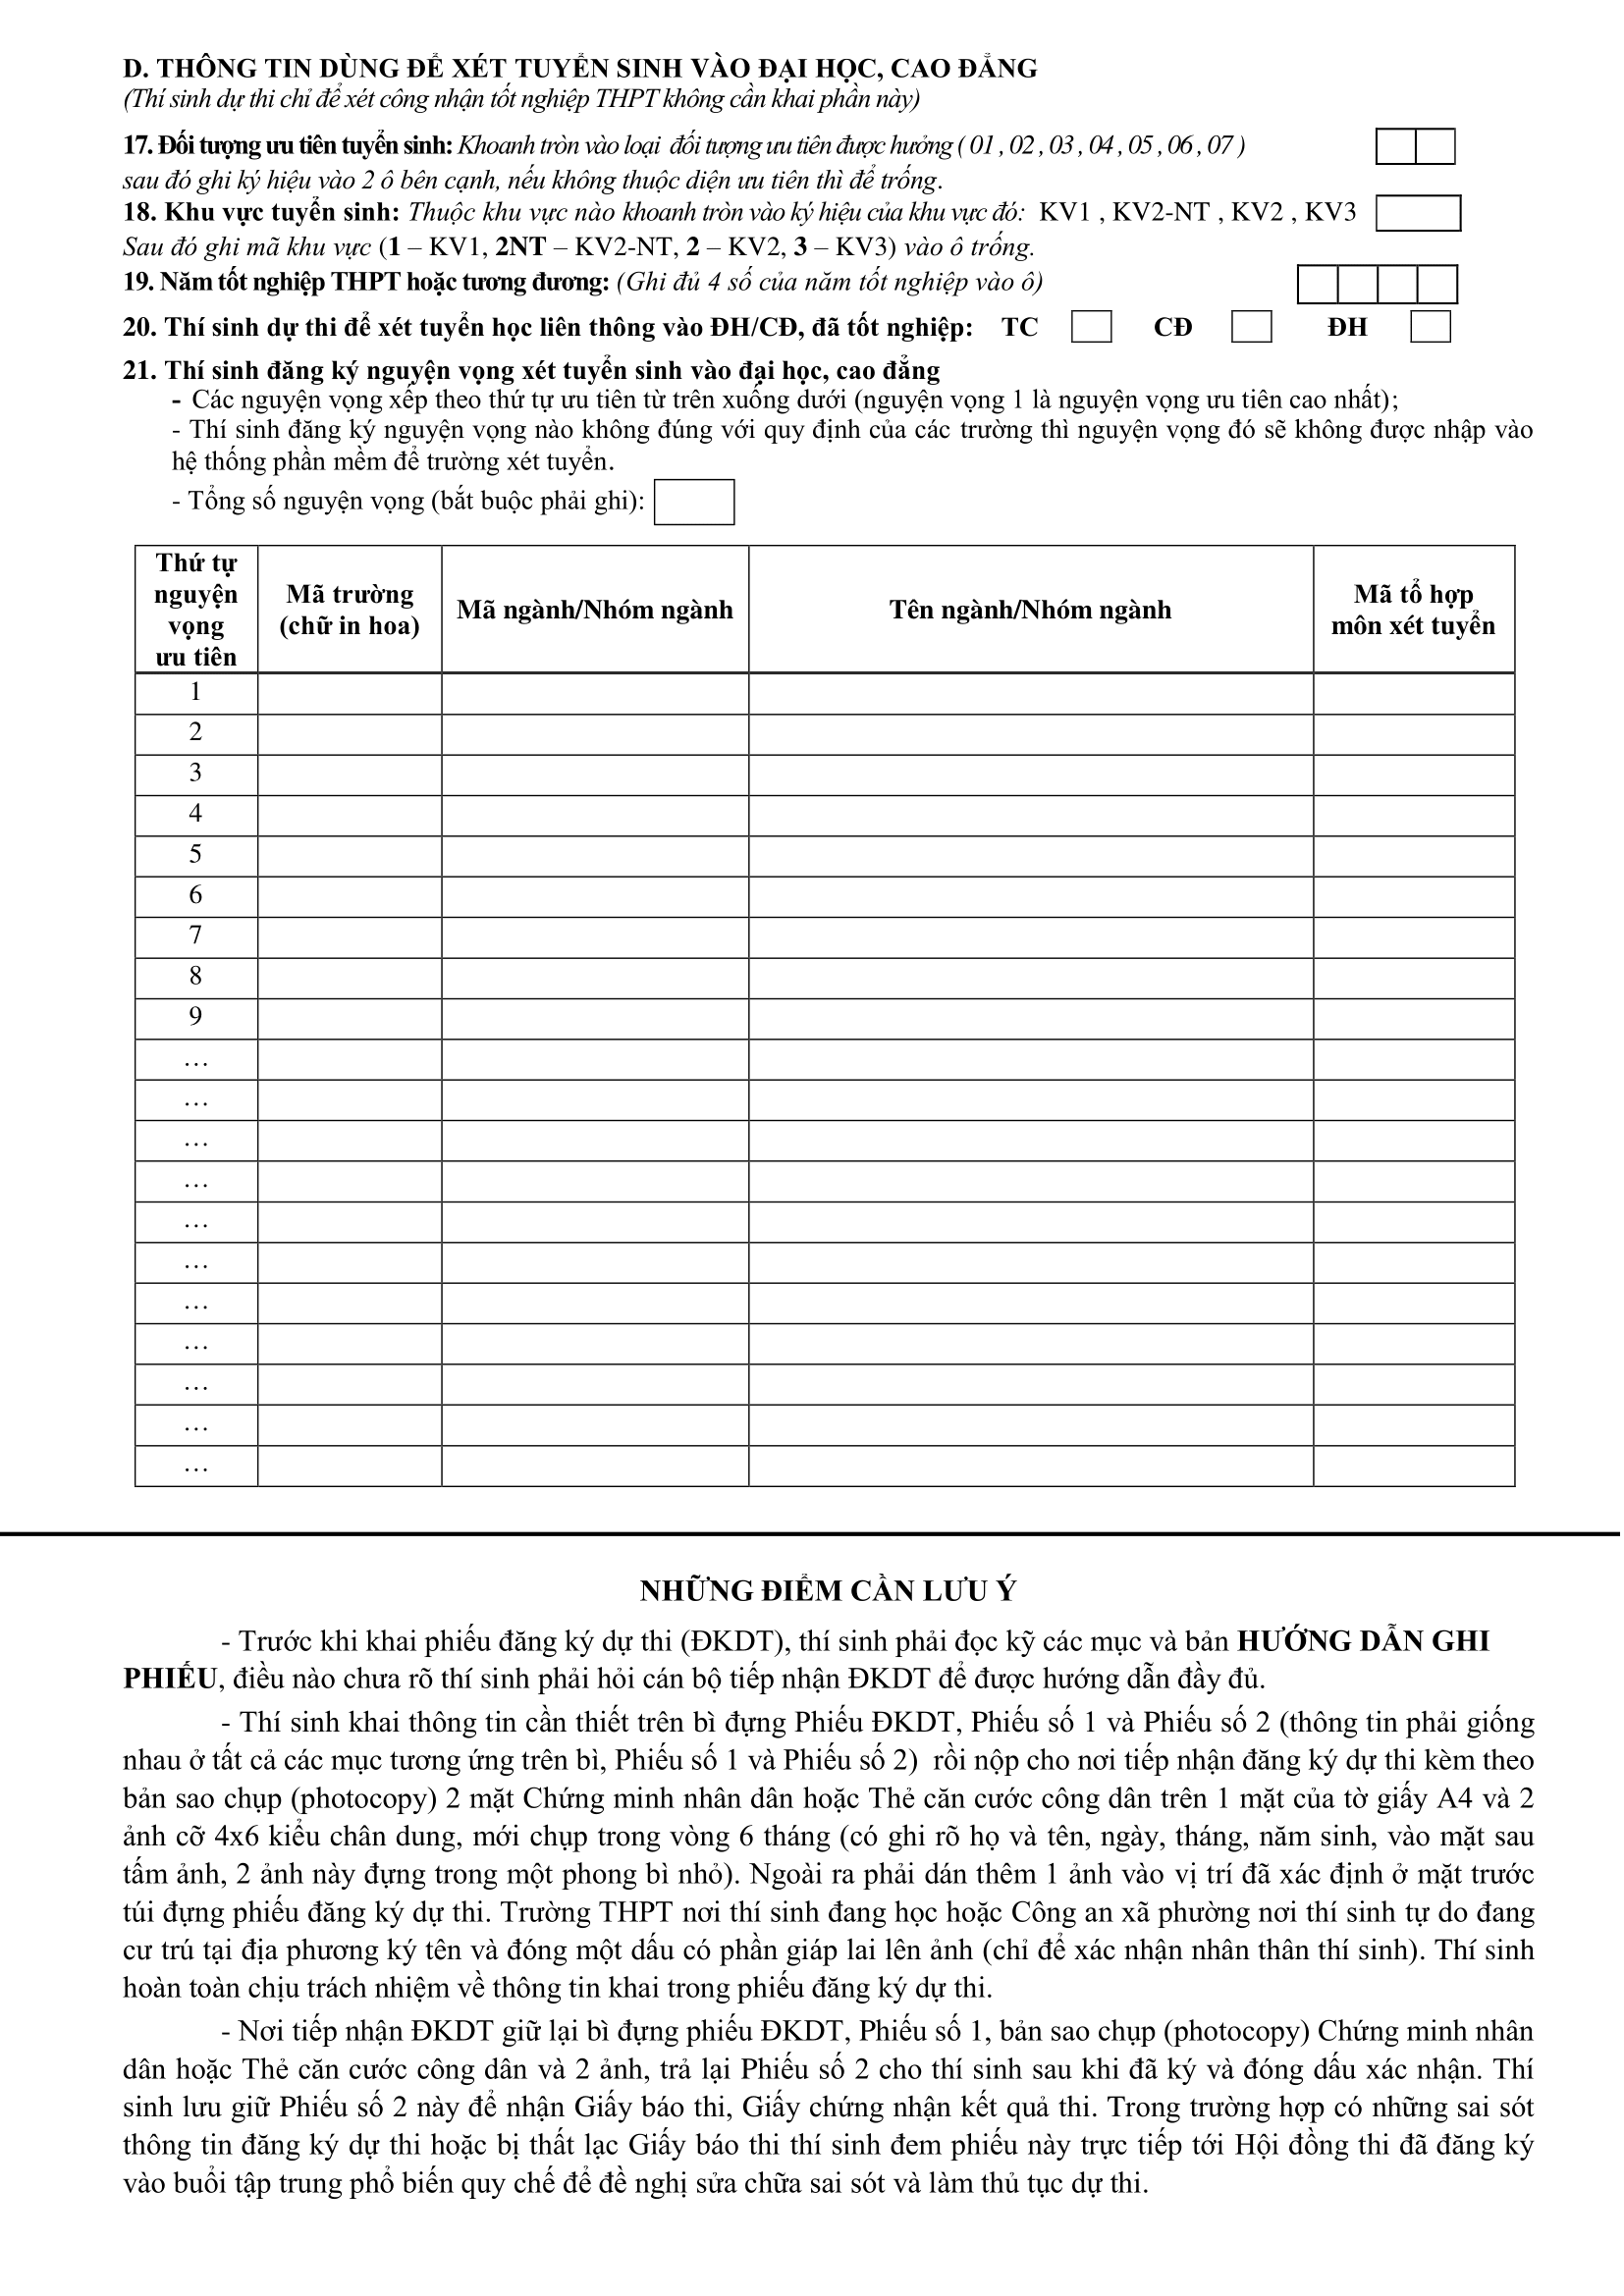 D. THÔNG TIN DÙNG ĐỂ XÉT TUYỂN SINH VÀO ĐẠI HỌC, CAO ĐẲNG
(Thí sinh dự thi chỉ để xét công nhận tốt nghiệp THPT không cần khai phần này)
17. Đối tượng ưu tiên tuyển sinh: Khoanh tròn vào loại đối tượng ưu tiên được hưởng ( 01 , 02 , 03 , 04 , 05 , 06 , 07 )
sau đó ghi ký hiệu vào 2 ô bên cạnh, nếu không thuộc diện ưu tiên thì để trống.
18. Khu vực tuyển sinh: Thuộc khu vực nào khoanh tròn vào ký hiệu của khu vực đó: KV1 , KV2-NT , KV2 , KV3
Sau đó ghi mã khu vực (1 – KV1, 2NT – KV2-NT, 2 – KV2, 3 – KV3) vào ô trống.
19. Năm tốt nghiệp THPT hoặc tương đương: (Ghi đủ 4 số của năm tốt nghiệp vào ô)
20. Thí sinh dự thi để xét tuyển học liên thông vào ĐH/CĐ, đã tốt nghiệp: TC CĐ ĐH
21. Thí sinh đăng ký nguyện vọng xét tuyển sinh vào đại học, cao đẳng
- Các nguyện vọng xếp theo thứ tự ưu tiên từ trên xuống dưới (nguyện vọng 1 là nguyện vọng ưu tiên cao nhất);
- Thí sinh đăng ký nguyện vọng nào không đúng với quy định của các trường thì nguyện vọng đó sẽ không được nhập vào
hệ thống phần mềm để trường xét tuyển.
- Tổng số nguyện vọng (bắt buộc phải ghi):
Thứ tự
nguyện
vọng
ưu tiên
Mã trường
(chữ in hoa)
Mã ngành/Nhóm ngành
Tên ngành/Nhóm ngành
Mã tổ hợp
môn xét tuyển
1
2
3
4
5
6
7
8
9
…
…
…
…
…
…
…
…
…
…
…
NHỮNG ĐIỂM CẦN LƯU Ý
- Trước khi khai phiếu đăng ký dự thi (ĐKDT), thí sinh phải đọc kỹ các mục và bản HƯỚNG DẪN GHI
PHIẾU, điều nào chưa rõ thí sinh phải hỏi cán bộ tiếp nhận ĐKDT để được hướng dẫn đầy đủ.
- Thí sinh khai thông tin cần thiết trên bì đựng Phiếu ĐKDT, Phiếu số 1 và Phiếu số 2 (thông tin phải giống
nhau ở tất cả các mục tương ứng trên bì, Phiếu số 1 và Phiếu số 2) rồi nộp cho nơi tiếp nhận đăng ký dự thi kèm theo
bản sao chụp (photocopy) 2 mặt Chứng minh nhân dân hoặc Thẻ căn cước công dân trên 1 mặt của tờ giấy A4 và 2
ảnh cỡ 4x6 kiểu chân dung, mới chụp trong vòng 6 tháng (có ghi rõ họ và tên, ngày, tháng, năm sinh, vào mặt sau
tấm ảnh, 2 ảnh này đựng trong một phong bì nhỏ). Ngoài ra phải dán thêm 1 ảnh vào vị trí đã xác định ở mặt trước
túi đựng phiếu đăng ký dự thi. Trường THPT nơi thí sinh đang học hoặc Công an xã phường nơi thí sinh tự do đang
cư trú tại địa phương ký tên và đóng một dấu có phần giáp lai lên ảnh (chỉ để xác nhận nhân thân thí sinh). Thí sinh
hoàn toàn chịu trách nhiệm về thông tin khai trong phiếu đăng ký dự thi.
- Nơi tiếp nhận ĐKDT giữ lại bì đựng phiếu ĐKDT, Phiếu số 1, bản sao chụp (photocopy) Chứng minh nhân
dân hoặc Thẻ căn cước công dân và 2 ảnh, trả lại Phiếu số 2 cho thí sinh sau khi đã ký và đóng dấu xác nhận. Thí
sinh lưu giữ Phiếu số 2 này để nhận Giấy báo thi, Giấy chứng nhận kết quả thi. Trong trường hợp có những sai sót
thông tin đăng ký dự thi hoặc bị thất lạc Giấy báo thi thí sinh đem phiếu này trực tiếp tới Hội đồng thi đã đăng ký
vào buổi tập trung phổ biến quy chế để đề nghị sửa chữa sai sót và làm thủ tục dự thi.